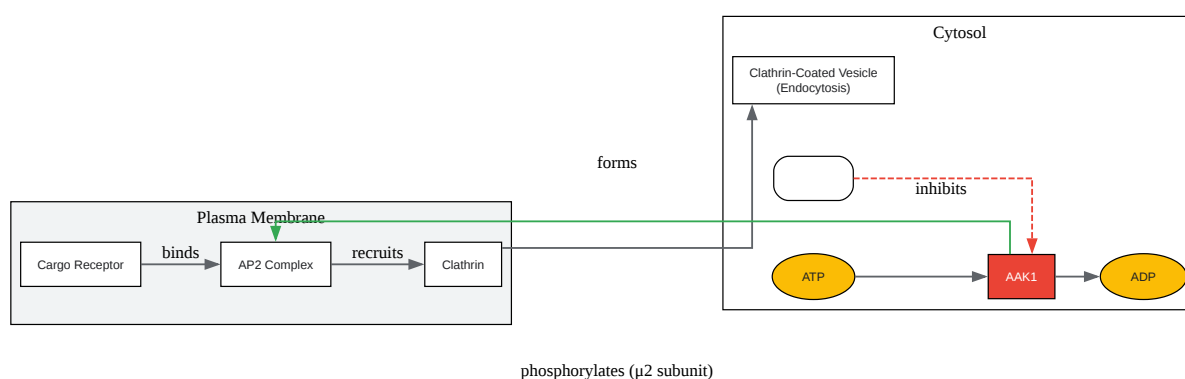 Cytosol
Clathrin-Coated Vesicle
(Endocytosis)
forms
inhibits
Plasma Membrane
binds
recruits
Cargo Receptor
AP2 Complex
Clathrin
ATP
AAK1
ADP
phosphorylates (μ2 subunit)